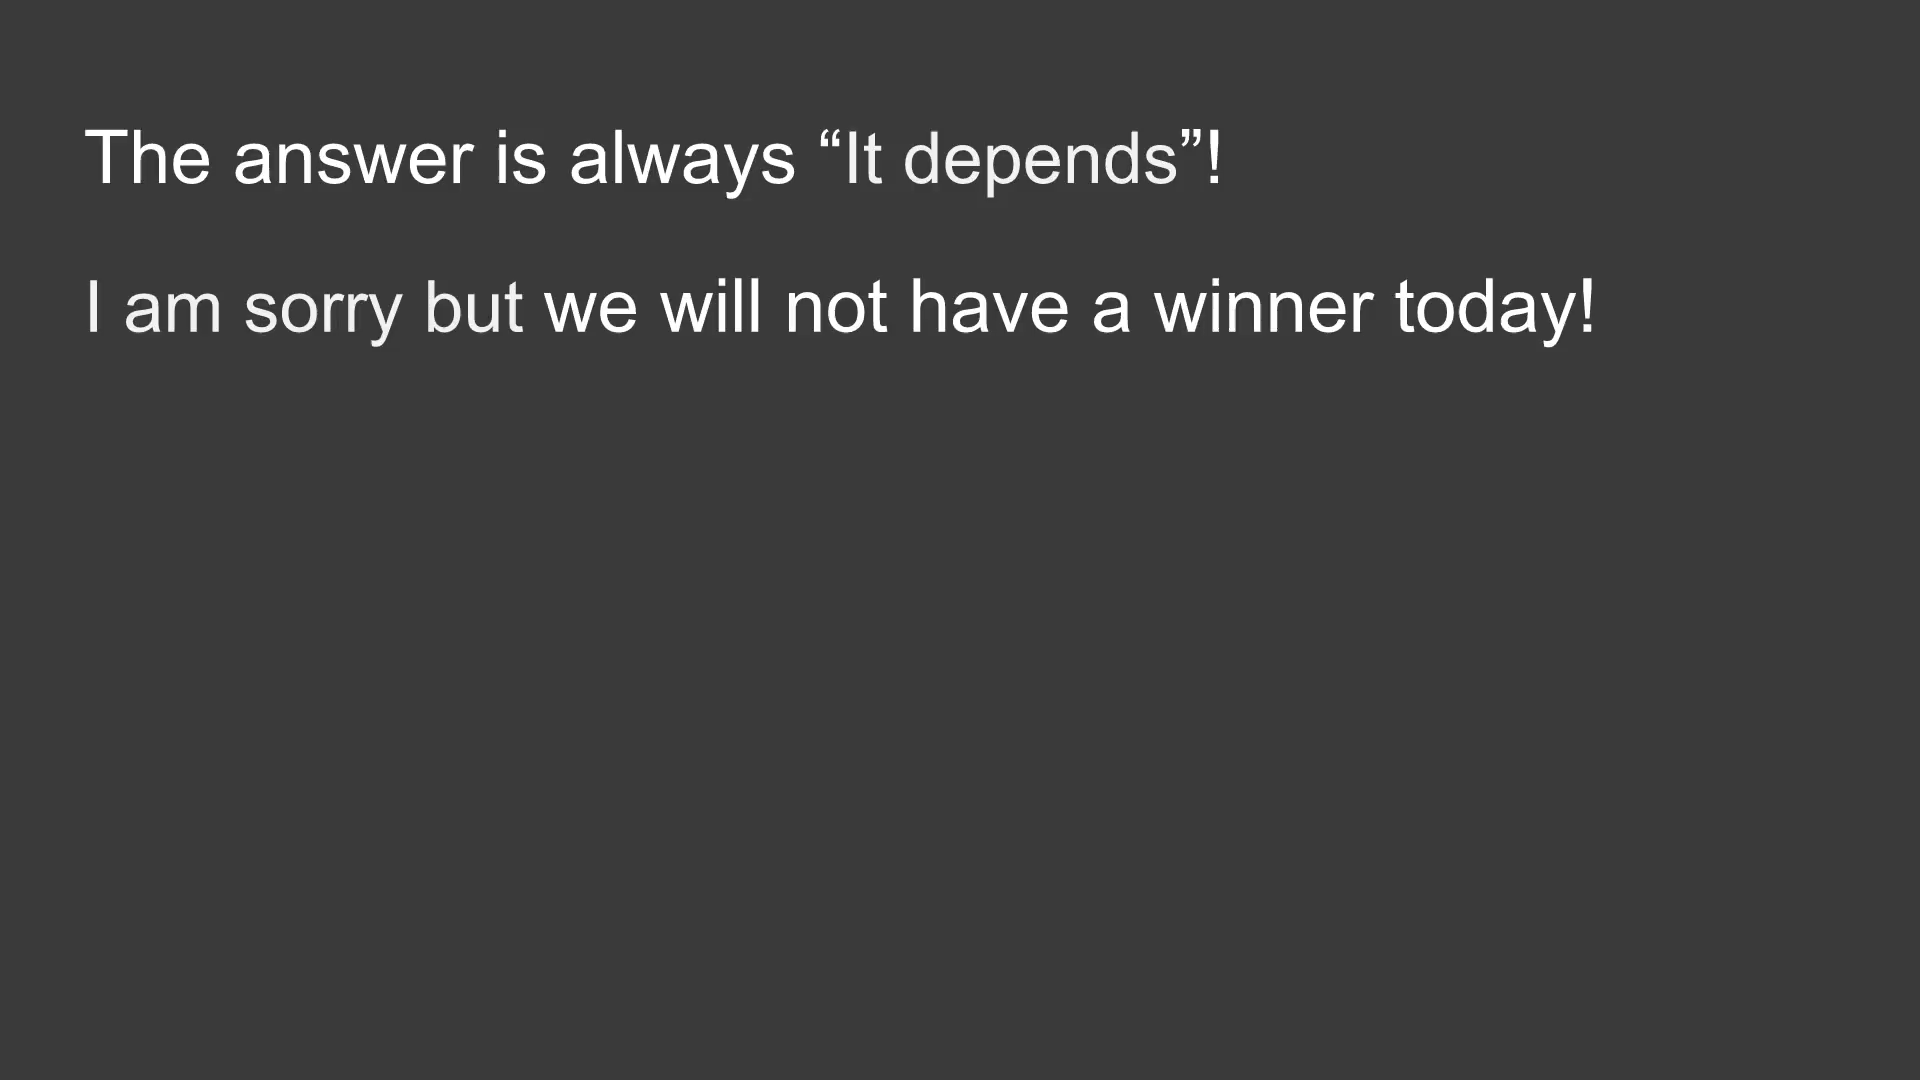 The answer is always “It depends”!
I am sorry but we will not have a winner today!